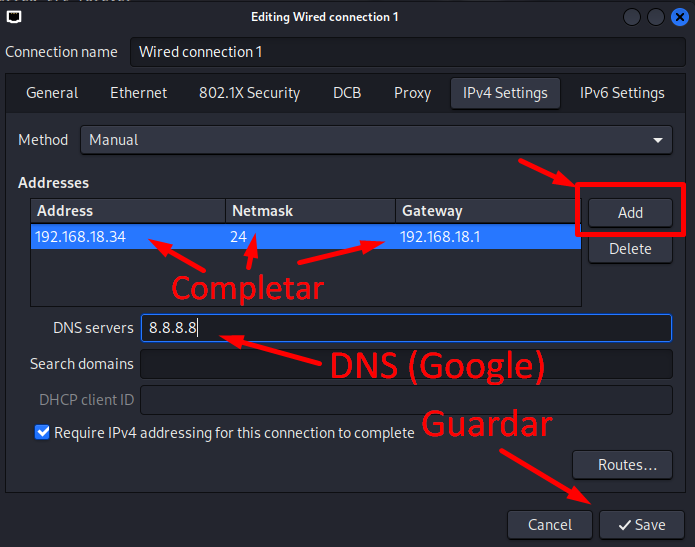 Editing Wired connection 1
Connection name Wired connection 1
General Ethernet 802.1X Security DCB Proxy IPv4 Settings IPv6 Settings
Method Manual
Addresses
Address Netmask Gateway Add
192.168.18.34 24 192.168.18.1
Delete
Completar
DNS servers 8.8.8.8
Search domains
DNS (Google)
DHCP client ID
Guardar
Require IPv4 addressing for this connection to complete
Routes...
Cancel Save